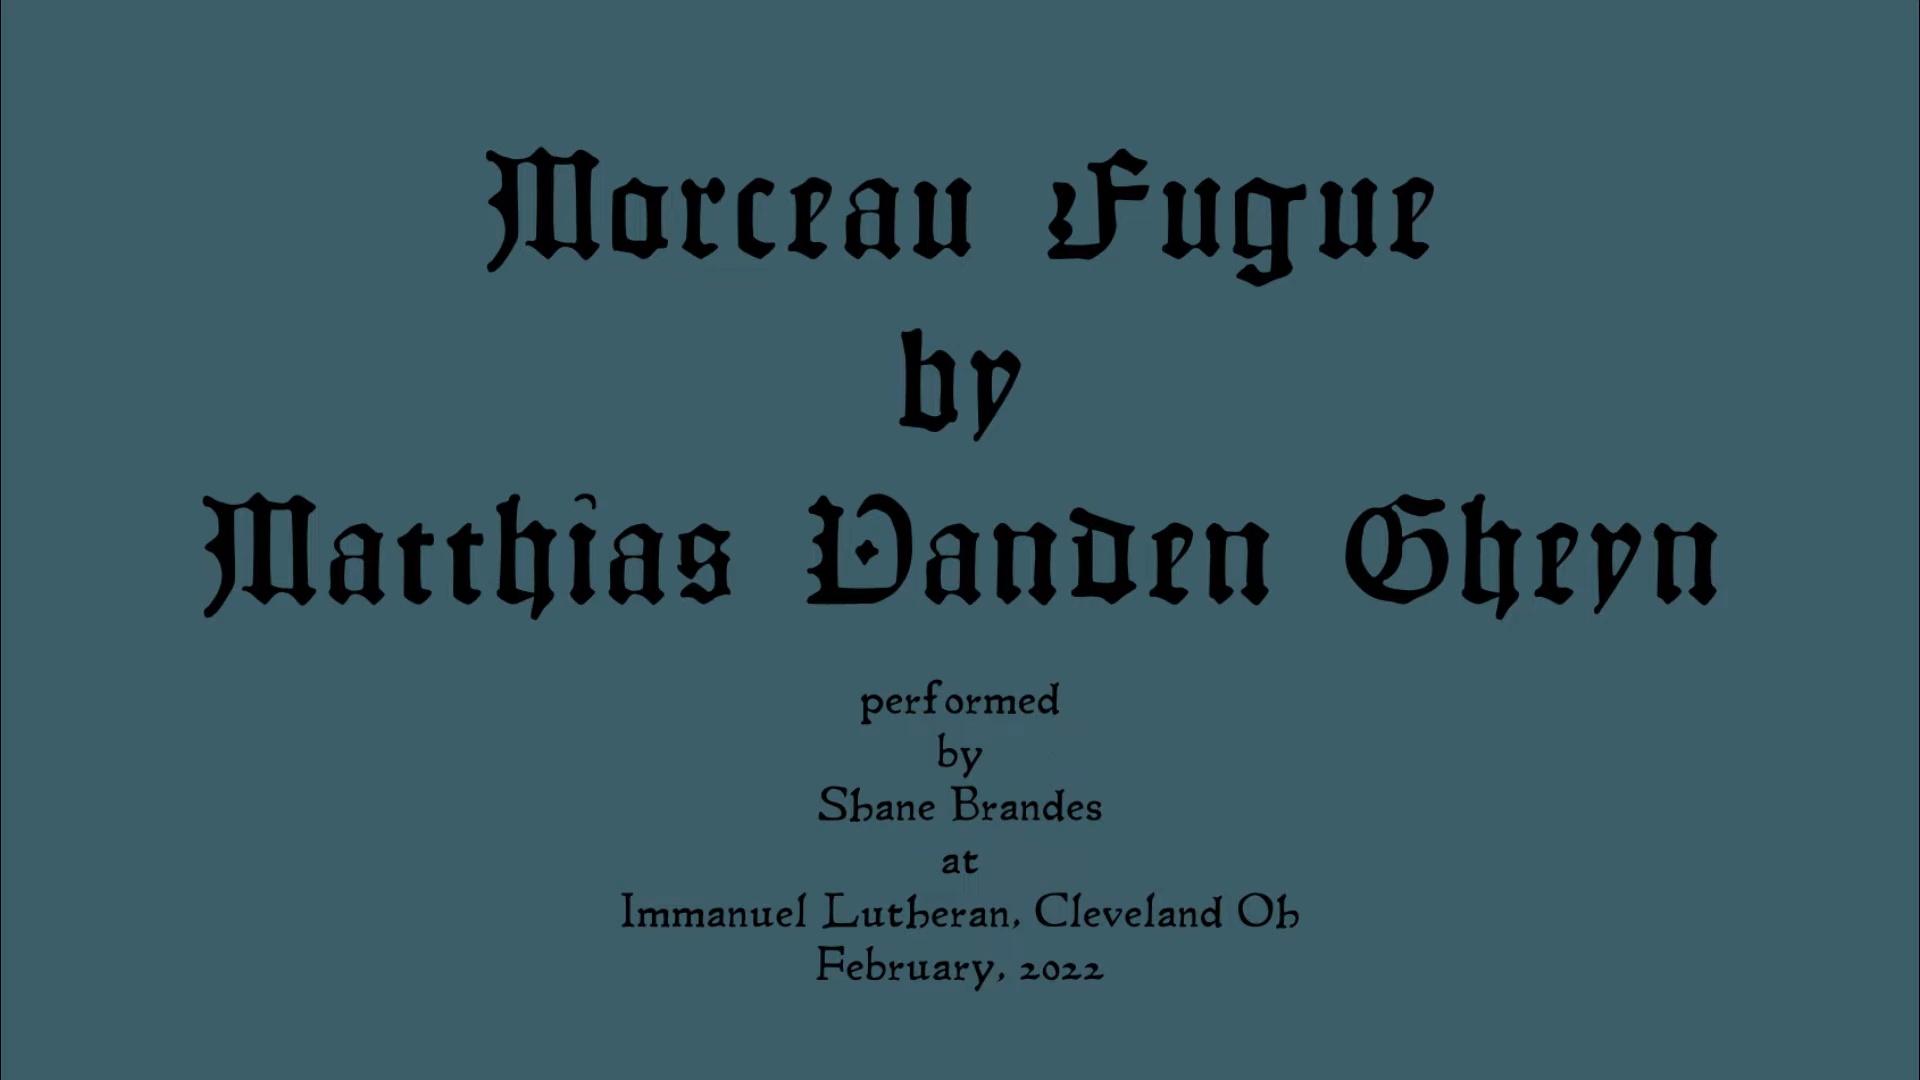 Morceau Fugue
by
Matthias Vanden Gheyn
performed
by
Shane Brandes
at
Immanuel Lutheran, Cleveland Oh
February, 2022